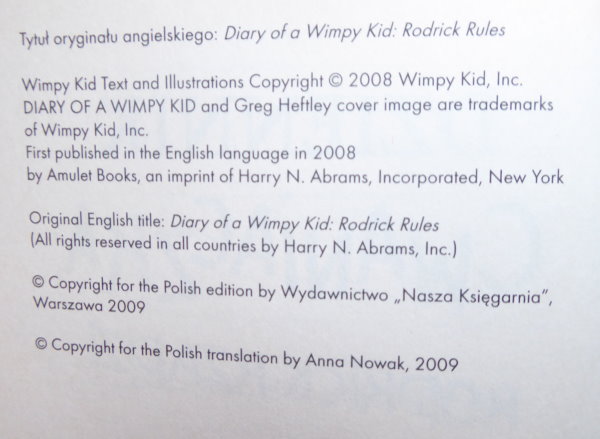 Tytuł oryginału angielskiego: Diary of a Wimpy Kid: Rodrick Rules
Wimpy Kid Text and Illustrations Copyright © 2008 Wimpy Kid, Inc.
DIARY OF A WIMPY KID and Greg Heftley cover image are trademarks
of Wimpy Kid, Inc.
First published in the English language in 2008
by Amulet Books, an imprint of Harry N. Abrams, Incorporated, New York
Original English title: Diary of a Wimpy Kid: Rodrick Rules
(All rights reserved in all countries by Harry N. Abrams, Inc.)
© Copyright for the Polish edition by Wydawnictwo „Nasza Księgarnia”,
Warszawa 2009
© Copyright for the Polish translation by Anna Nowak, 2009